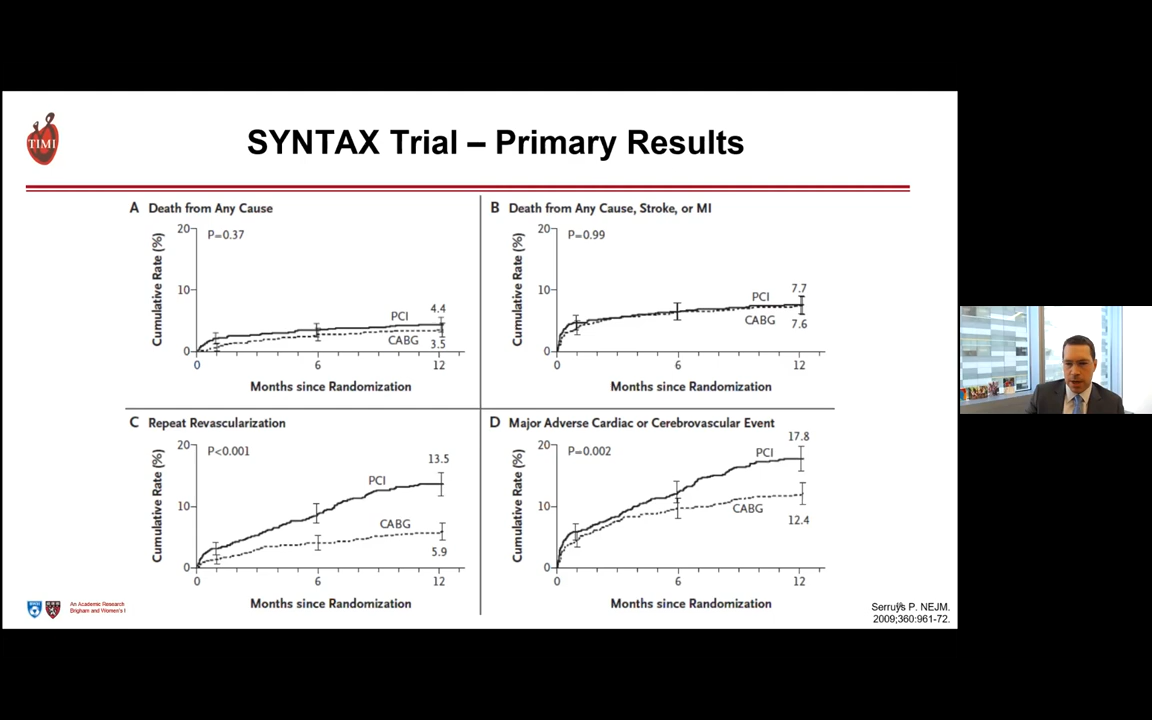 TIMI
SYNTAX Trial – Primary Results
A Death from Any Cause
P=0.37
Cumulative Rate (%)
20
10
0
PCI
4.4
CABG
3.5
0 6 12
Months since Randomization
B Death from Any Cause, Stroke, or MI
P=0.99
Cumulative Rate (%)
20
10
0
PCI
7.7
CABG
7.6
0 6 12
Months since Randomization
C Repeat Revascularization
P<0.001
Cumulative Rate (%)
20
10
0
PCI
13.5
CABG
5.9
0 6 12
Months since Randomization
D Major Adverse Cardiac or Cerebrovascular Event
P=0.002
Cumulative Rate (%)
20
10
0
PCI
17.8
CABG
12.4
0 6 12
Months since Randomization
An Academic Research
Brigham and Women's
Serruys P. NEJM.
2009;360:961-72.